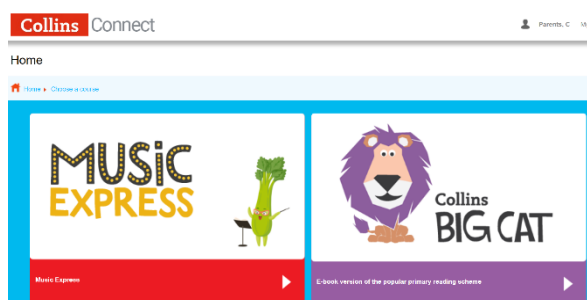 Collins Connect
Parents, C
Home
Home ▸ Choose a course
MUSIC
EXPRESS
Collins
BIG CAT
Music Express
E-book version of the popular primary reading scheme